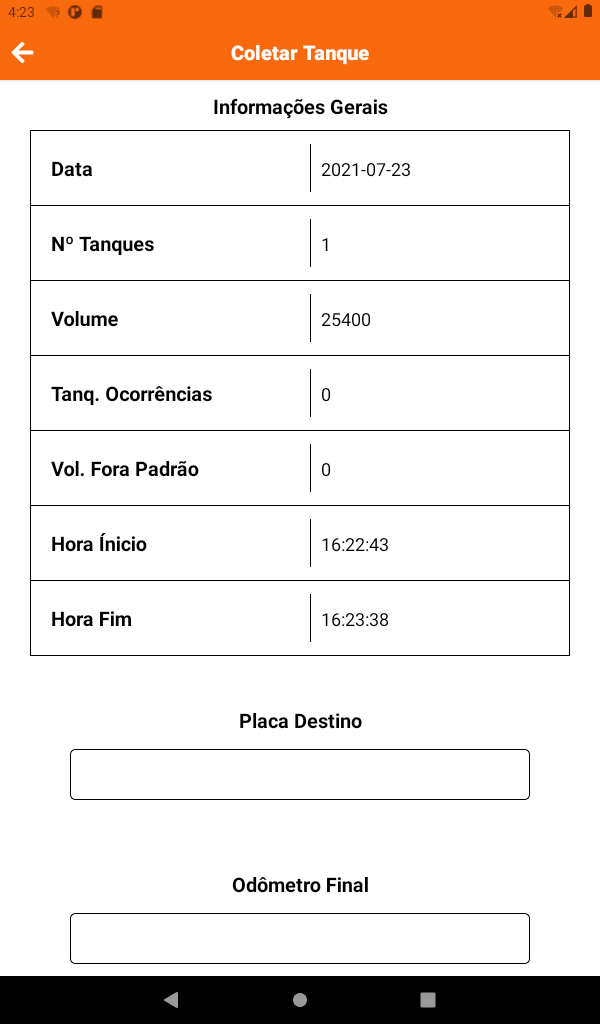 4:23
Coletar Tanque
Informações Gerais
Data 2021-07-23
Nº Tanques 1
Volume 25400
Tanq. Ocorrências 0
Vol. Fora Padrão 0
Hora Ínicio 16:22:43
Hora Fim 16:23:38
Placa Destino
Odômetro Final